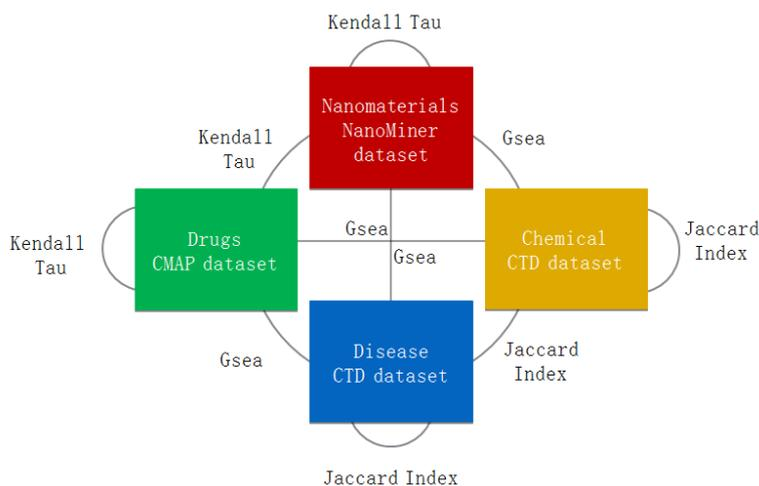 Kendall Tau
Nanomaterials
NanoMiner
dataset
Kendall
Tau
Gsea
Kendall
Tau
Drugs
CMAP dataset
Gsea
Gsea
Chemical
CTD dataset
Jaccard
Index
Gsea
Disease
CTD dataset
Jaccard
Index
Jaccard Index